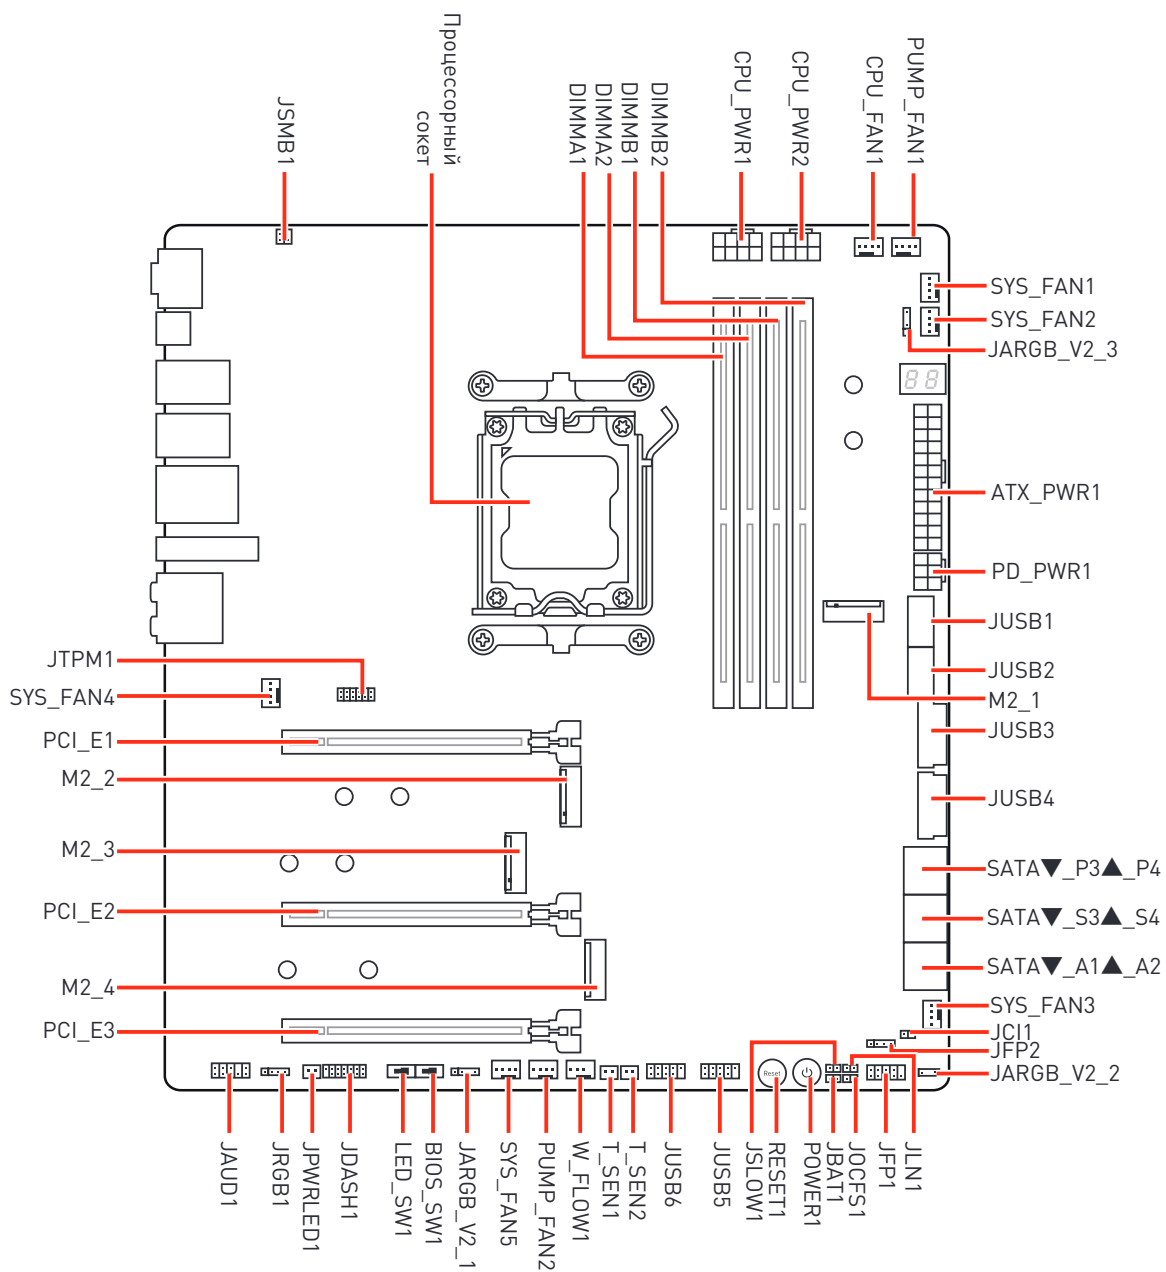 JSMB1
Процессорный
сокет
DIMMA1
DIMMA2
DIMMB1
DIMMB2
CPU_PWR1
CPU_PWR2
CPU_FAN1
PUMP_FAN1
SYS_FAN1
SYS_FAN2
JARGB_V2_3
88
ATX_PWR1
PD_PWR1
JUSB1
JUSB2
M2_1
JUSB3
JUSB4
SATA▼_P3▲_P4
SATA▼_S3▲_S4
SATA▼_A1▲_A2
SYS_FAN3
JCI1
JFP2
JARGB_V2_2
JTPM1
SYS_FAN4
PCI_E1
M2_2
M2_3
PCI_E2
M2_4
PCI_E3
Reset
JAUD1
JRGB1
JPWRLED1
JDASH1
LED_SW1
BIOS_SW1
JARGB_V2_1
SYS_FAN5
PUMP_FAN2
W_FLOW1
T_SEN1
T_SEN2
JUSB6
JUSB5
JSLOW1
RESET1
POWER1
JBAT1
JOCFS1
JFP1
JLN1